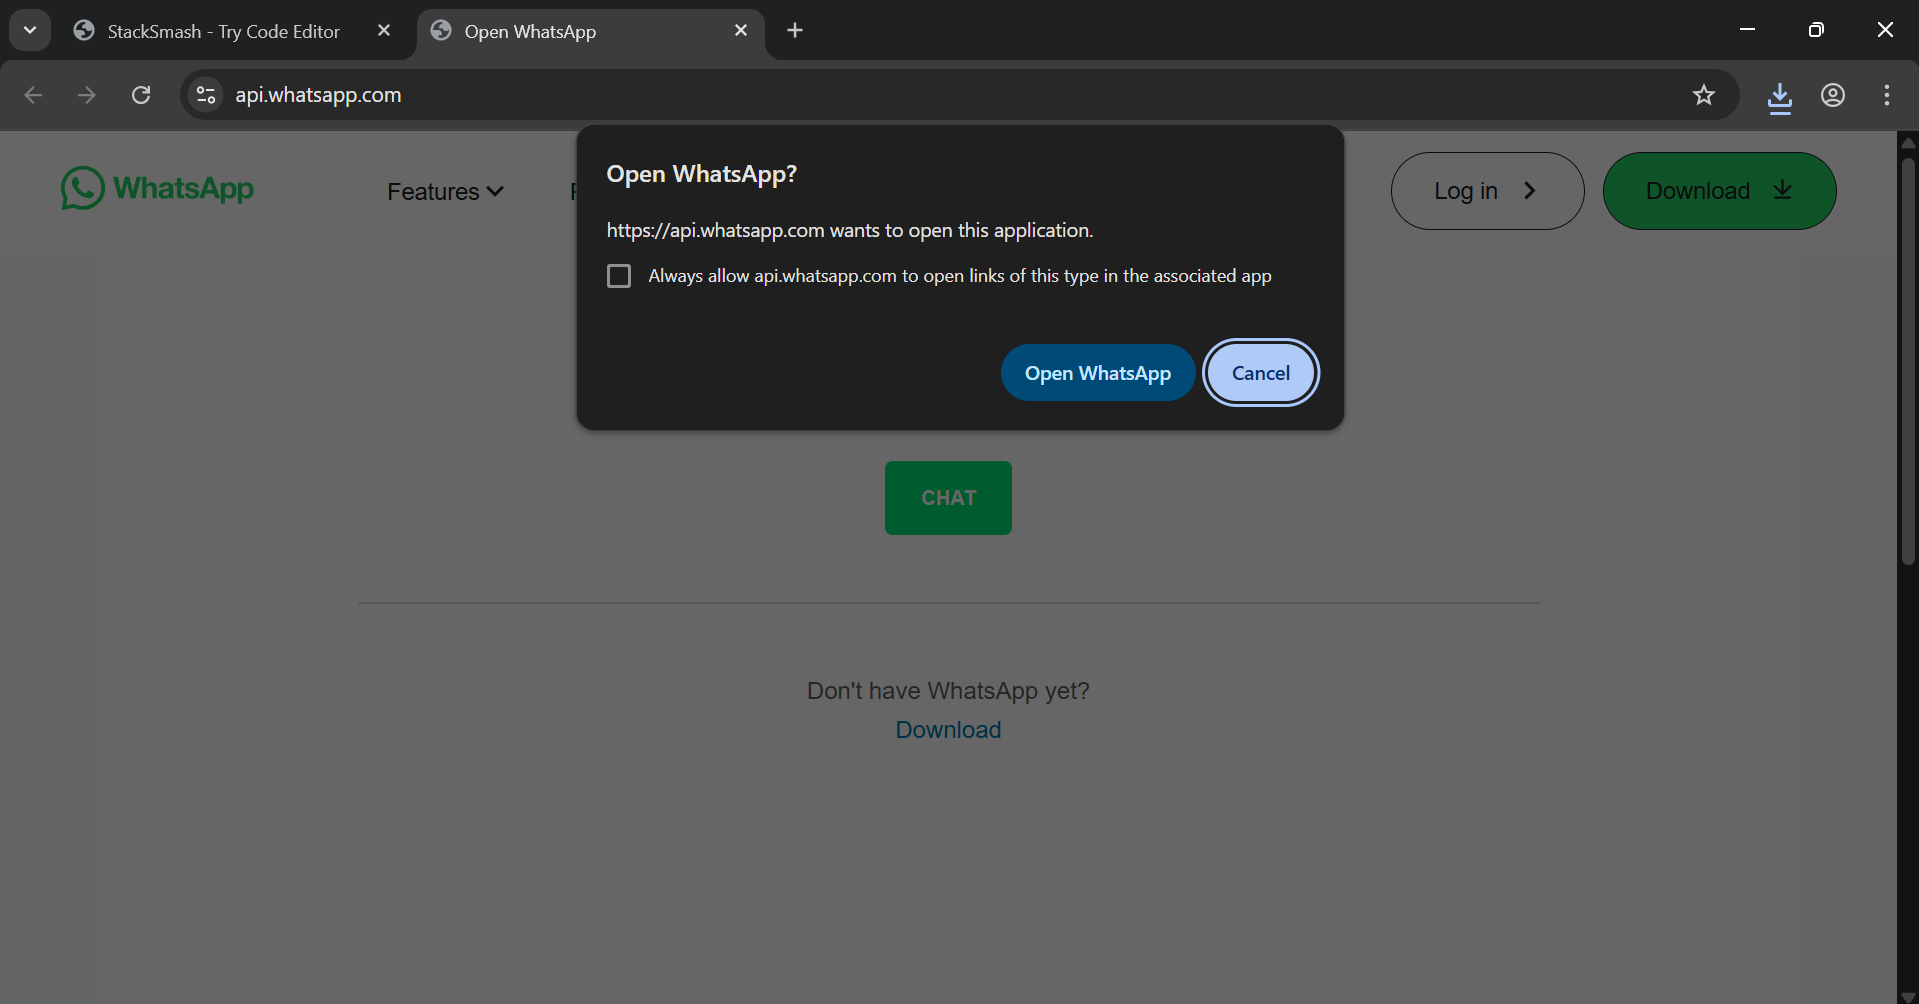 StackSmash - Try Code Editor
Open WhatsApp
api.whatsapp.com
WhatsApp
Features
Log in
Download
Open WhatsApp?
https://api.whatsapp.com wants to open this application.
Always allow api.whatsapp.com to open links of this type in the associated app
Open WhatsApp
Cancel
CHAT
Don't have WhatsApp yet?
Download